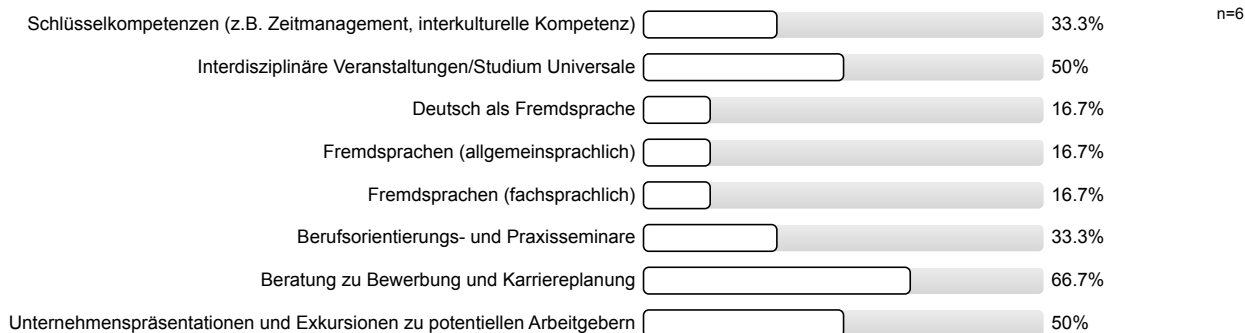 Schlüsselkompetenzen (z.B. Zeitmanagement, interkulturelle Kompetenz) 33.3% n=6
Interdisziplinäre Veranstaltungen/Studium Universale 50%
Deutsch als Fremdsprache 16.7%
Fremdsprachen (allgemeinsprachlich) 16.7%
Fremdsprachen (fachsprachlich) 16.7%
Berufsorientierungs- und Praxisseminare 33.3%
Beratung zu Bewerbung und Karriereplanung 66.7%
Unternehmenspräsentationen und Exkursionen zu potentiellen Arbeitgebern 50%